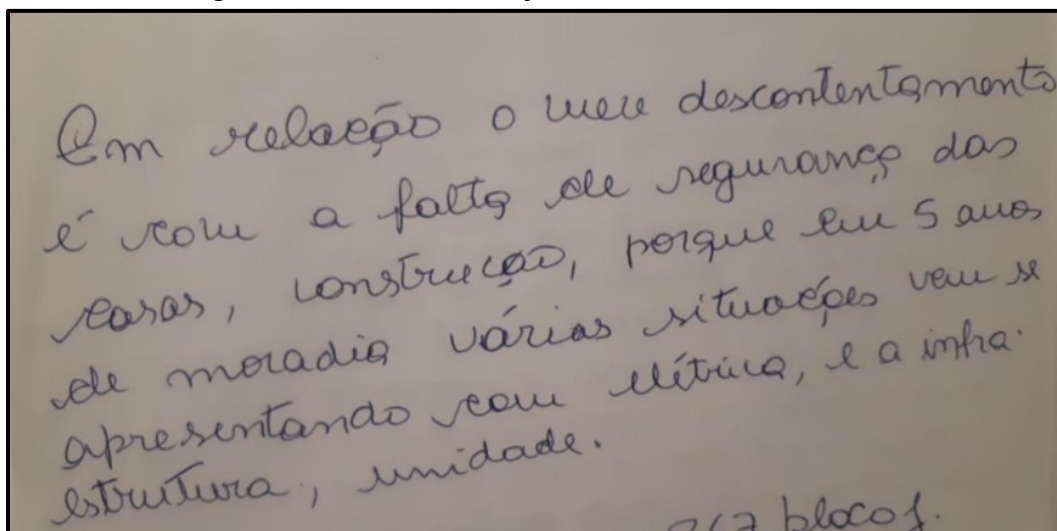 Em relação o meu descontentamento
é com a falta de segurança das
casas, construção, porque em 5 anos
de moradia várias situações vem se
apresentando com elétrica, e a infra.
estrutura, unidade.
bloco 1.